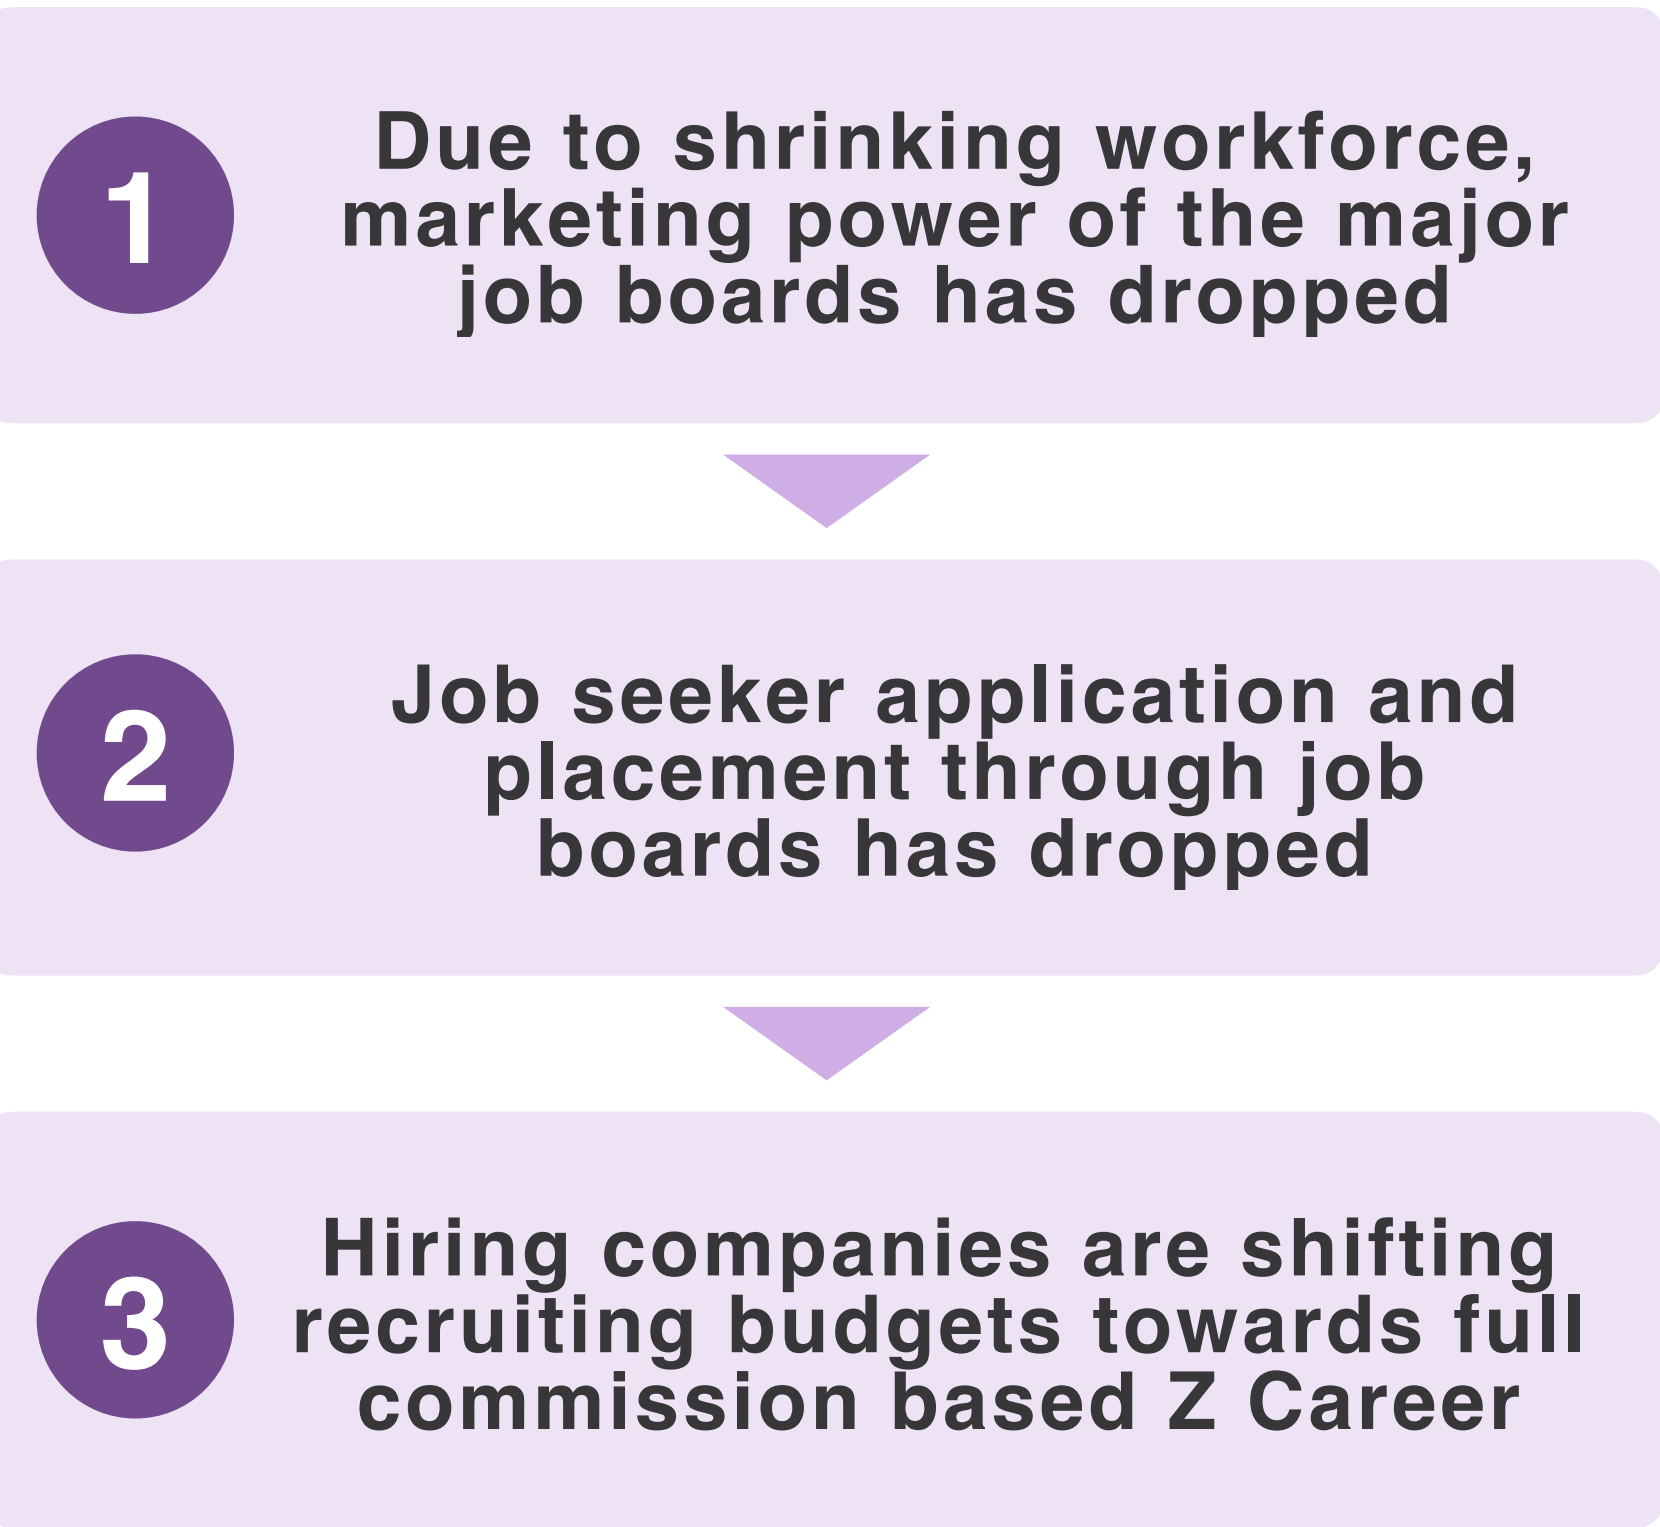 1
Due to shrinking workforce,
marketing power of the major
job boards has dropped
2
Job seeker application and
placement through job
boards has dropped
3
Hiring companies are shifting
recruiting budgets towards full
commission based Z Career